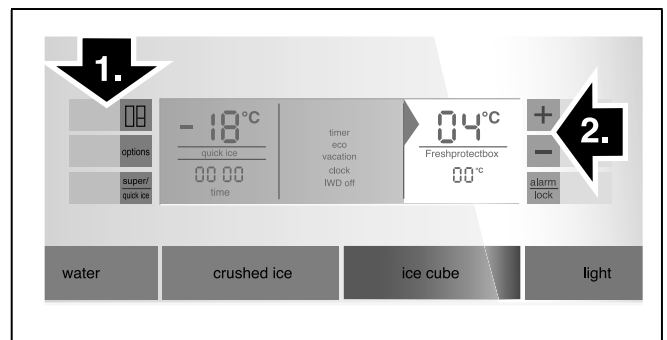 1.
2.
options
super/
quick ice
- 18°C
quick ice
00 00
time
timer
eco
vacation
clock
IWD off
04°C
Freshprotectbox
00°C
+
−
alarm
lock
water
crushed ice
ice cube
light